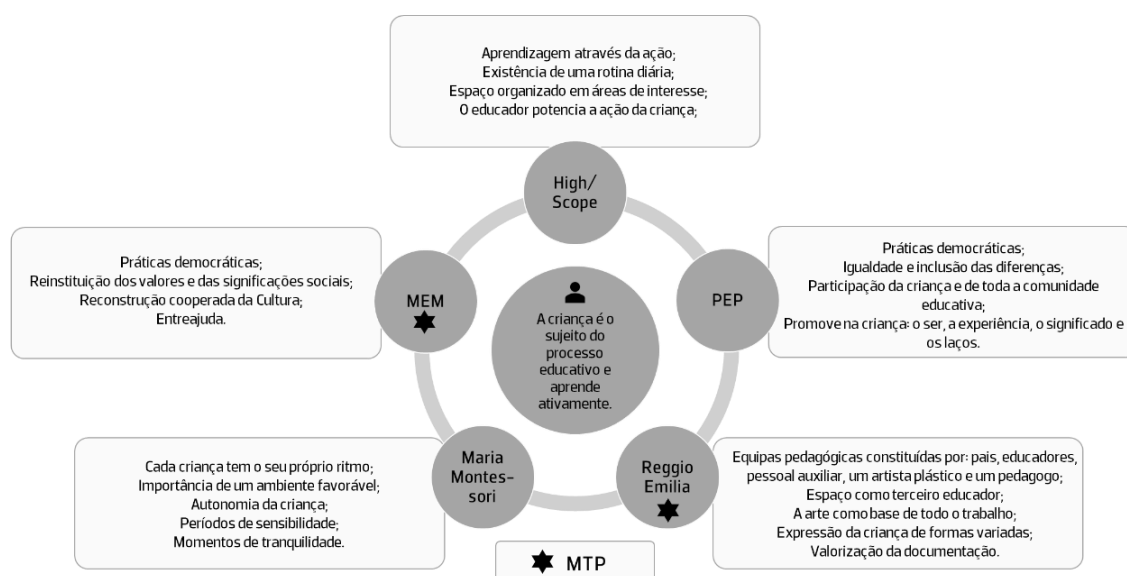 Aprendizagem através da ação;
Existência de uma rotina diária;
Espaço organizado em áreas de interesse;
O educador potencia a ação da criança;
High/
Scope
Práticas democráticas;
Reinstituição dos valores e das significações sociais;
Reconstrução cooperada da Cultura;
Entreajuda.
MEM
A criança é o
sujeito do
processo
educativo e
aprende
ativamente.
PEP
Práticas democráticas;
Igualdade e inclusão das diferenças;
Participação da criança e de toda a comunidade
educativa;
Promove na criança: o ser, a experiência, o significado e
os laços.
Cada criança tem o seu próprio ritmo;
Importância de um ambiente favorável;
Autonomia da criança;
Períodos de sensibilidade;
Momentos de tranquilidade.
Maria
Montes-
sori
Reggio
Emilia
Equipas pedagógicas constituídas por: pais, educadores,
pessoal auxiliar, um artista plástico e um pedagogo;
Espaço como terceiro educador;
A arte como base de todo o trabalho;
Expressão da criança de formas variadas;
Valorização da documentação.
MTP